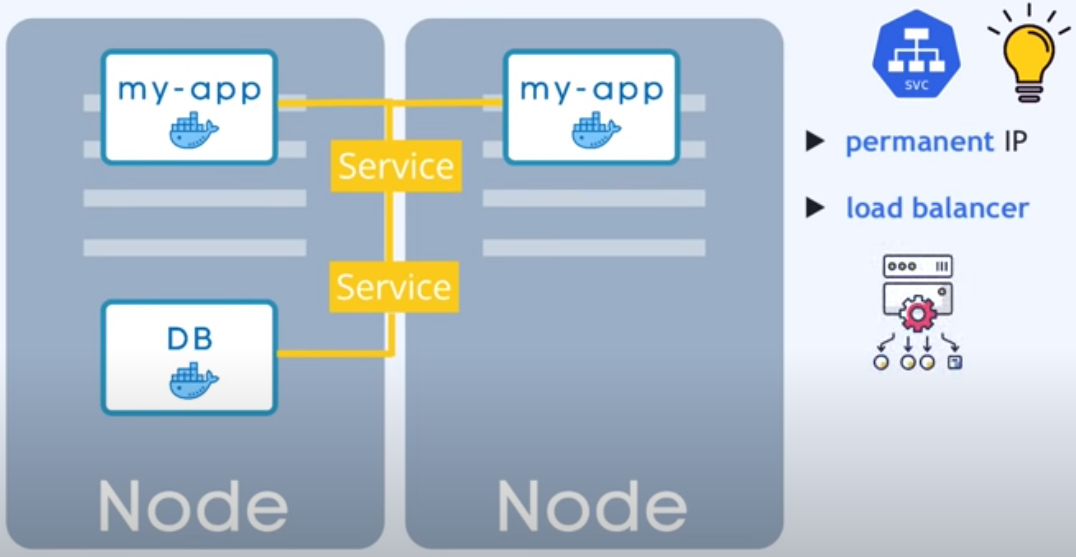 my-app
my-app
svc
permanent IP
Service
load balancer
Service
DB
Node
Node